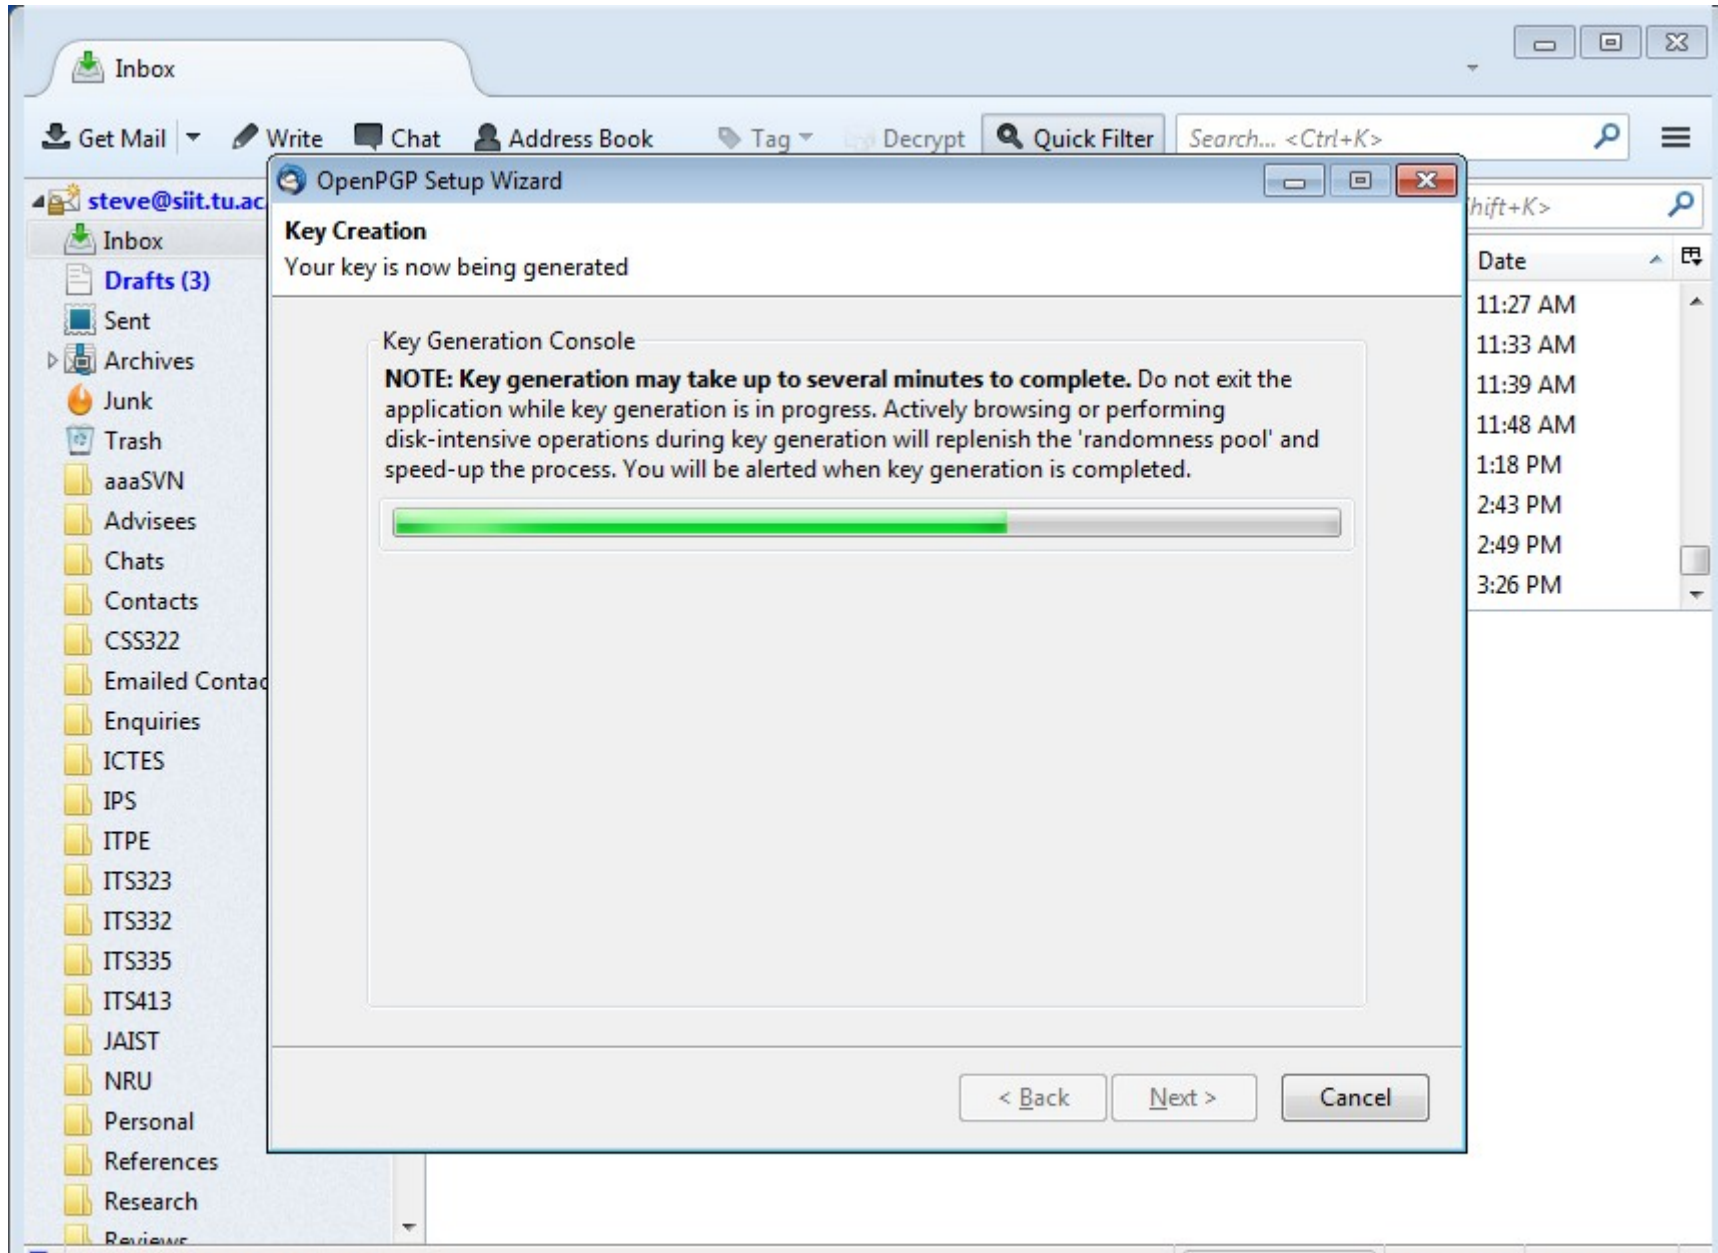 Inbox
Get Mail Write Chat Address Book Tag Decrypt Quick Filter Search... <Ctrl+K>
OpenPGP Setup Wizard
steve@siit.tu.ac.
Inbox
Drafts (3)
Sent
Archives
Junk
Trash
aaaSVN
Advisees
Chats
Contacts
CSS322
Emailed Contac
Enquiries
ICTES
IPS
ITPE
ITS323
ITS332
ITS335
ITS413
JAIST
NRU
Personal
References
Research
Reviews
Key Creation
Your key is now being generated
Key Generation Console
NOTE: Key generation may take up to several minutes to complete. Do not exit the
application while key generation is in progress. Actively browsing or performing
disk-intensive operations during key generation will replenish the 'randomness pool' and
speed-up the process. You will be alerted when key generation is completed.
< Back Next > Cancel
hift+K>
Date
11:27 AM
11:33 AM
11:39 AM
11:48 AM
1:18 PM
2:43 PM
2:49 PM
3:26 PM